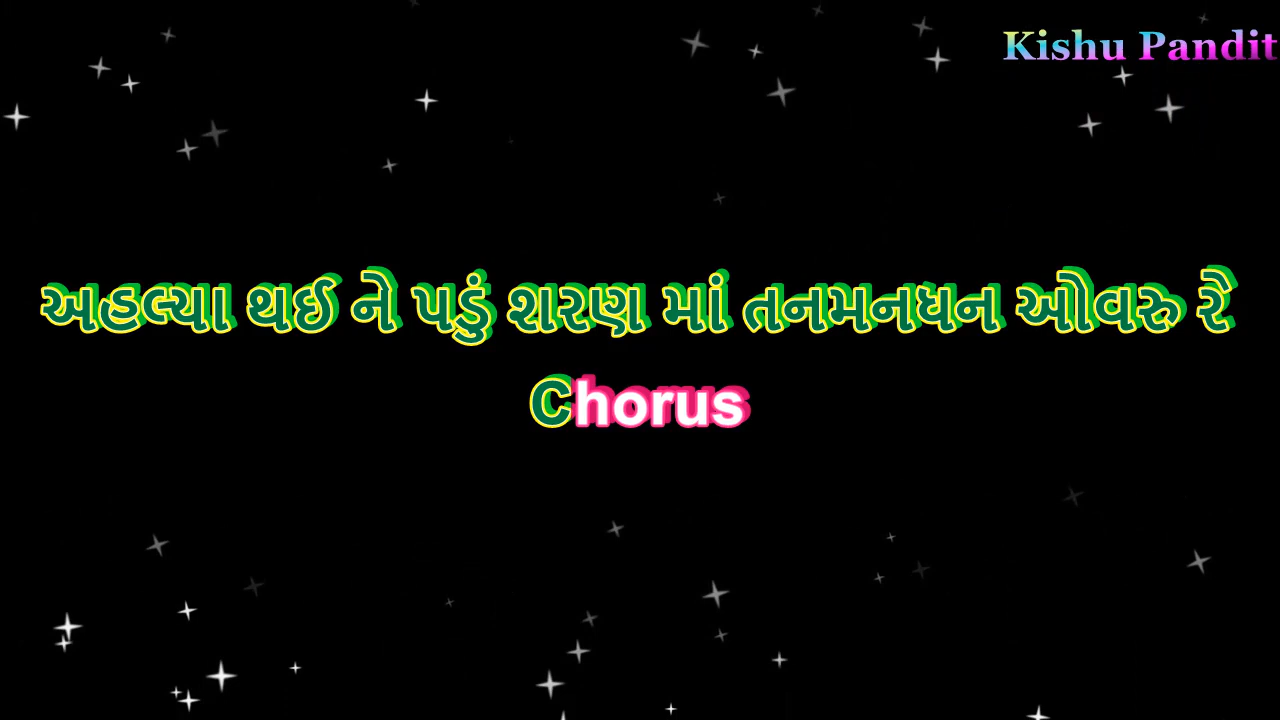 Kishu Pandit
અહલ્યા થઈ ને પડું શરણ માં તનમનધન ઓવરુ રે
Chorus